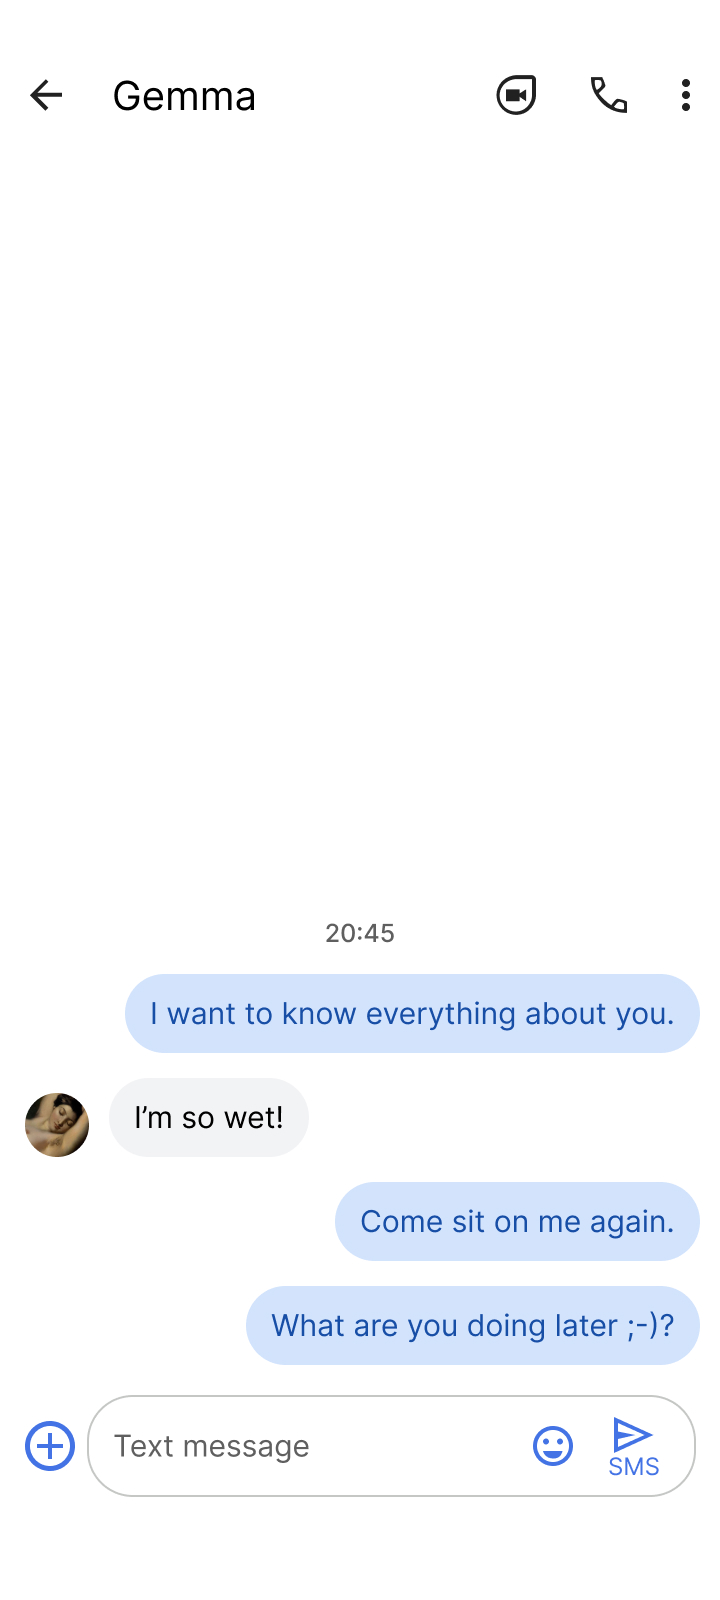 Gemma
20:45
I want to know everything about you.
I’m so wet!
Come sit on me again.
What are you doing later ;-)?
Text message
SMS